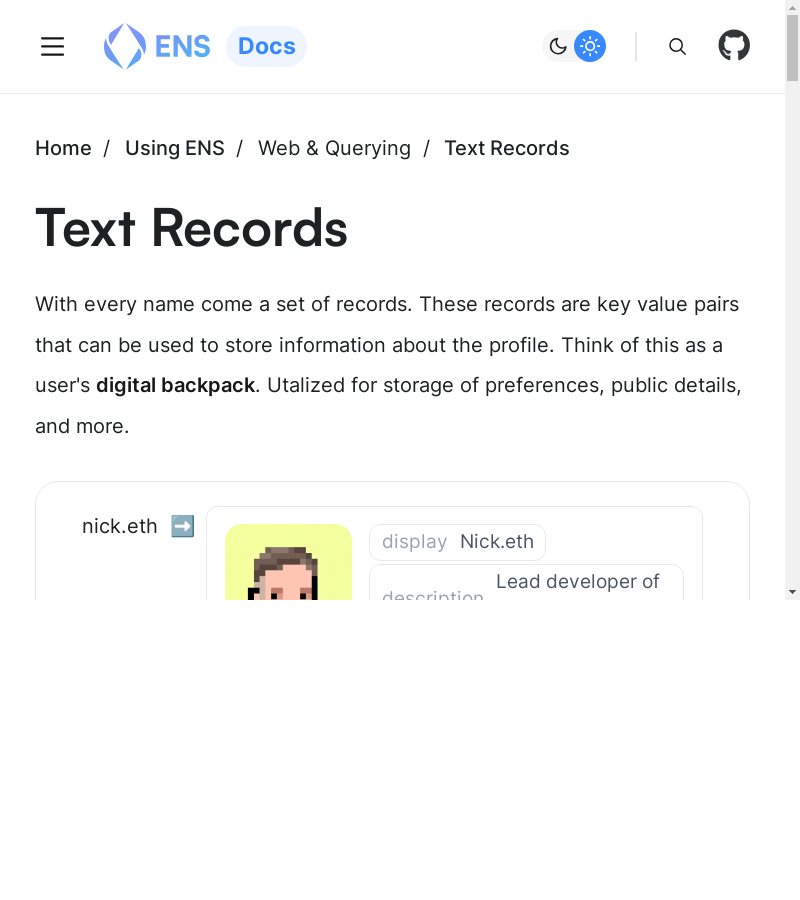 ENS Docs
Home / Using ENS / Web & Querying / Text Records
Text Records
With every name come a set of records. These records are key value pairs
that can be used to store information about the profile. Think of this as a
user's digital backpack. Utalized for storage of preferences, public details,
and more.
nick.eth ➡️
display Nick.eth
Lead developer of
description